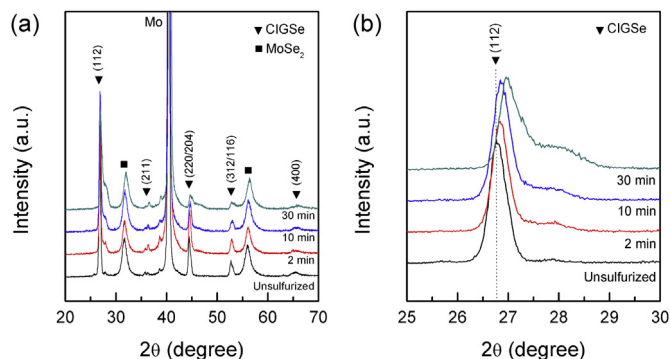 (a)
Mo
▼ CIGSe
■ MoSe₂
(112)
(211)
(220/204)
(312/116)
(400)
30 min
10 min
2 min
Unsulfurized
Intensity (a.u.)
20 30 40 50 60 70
2θ (degree)
(b)
(112)
▼ CIGSe
30 min
10 min
2 min
Unsulfurized
Intensity (a.u.)
25 26 27 28 29 30
2θ (degree)